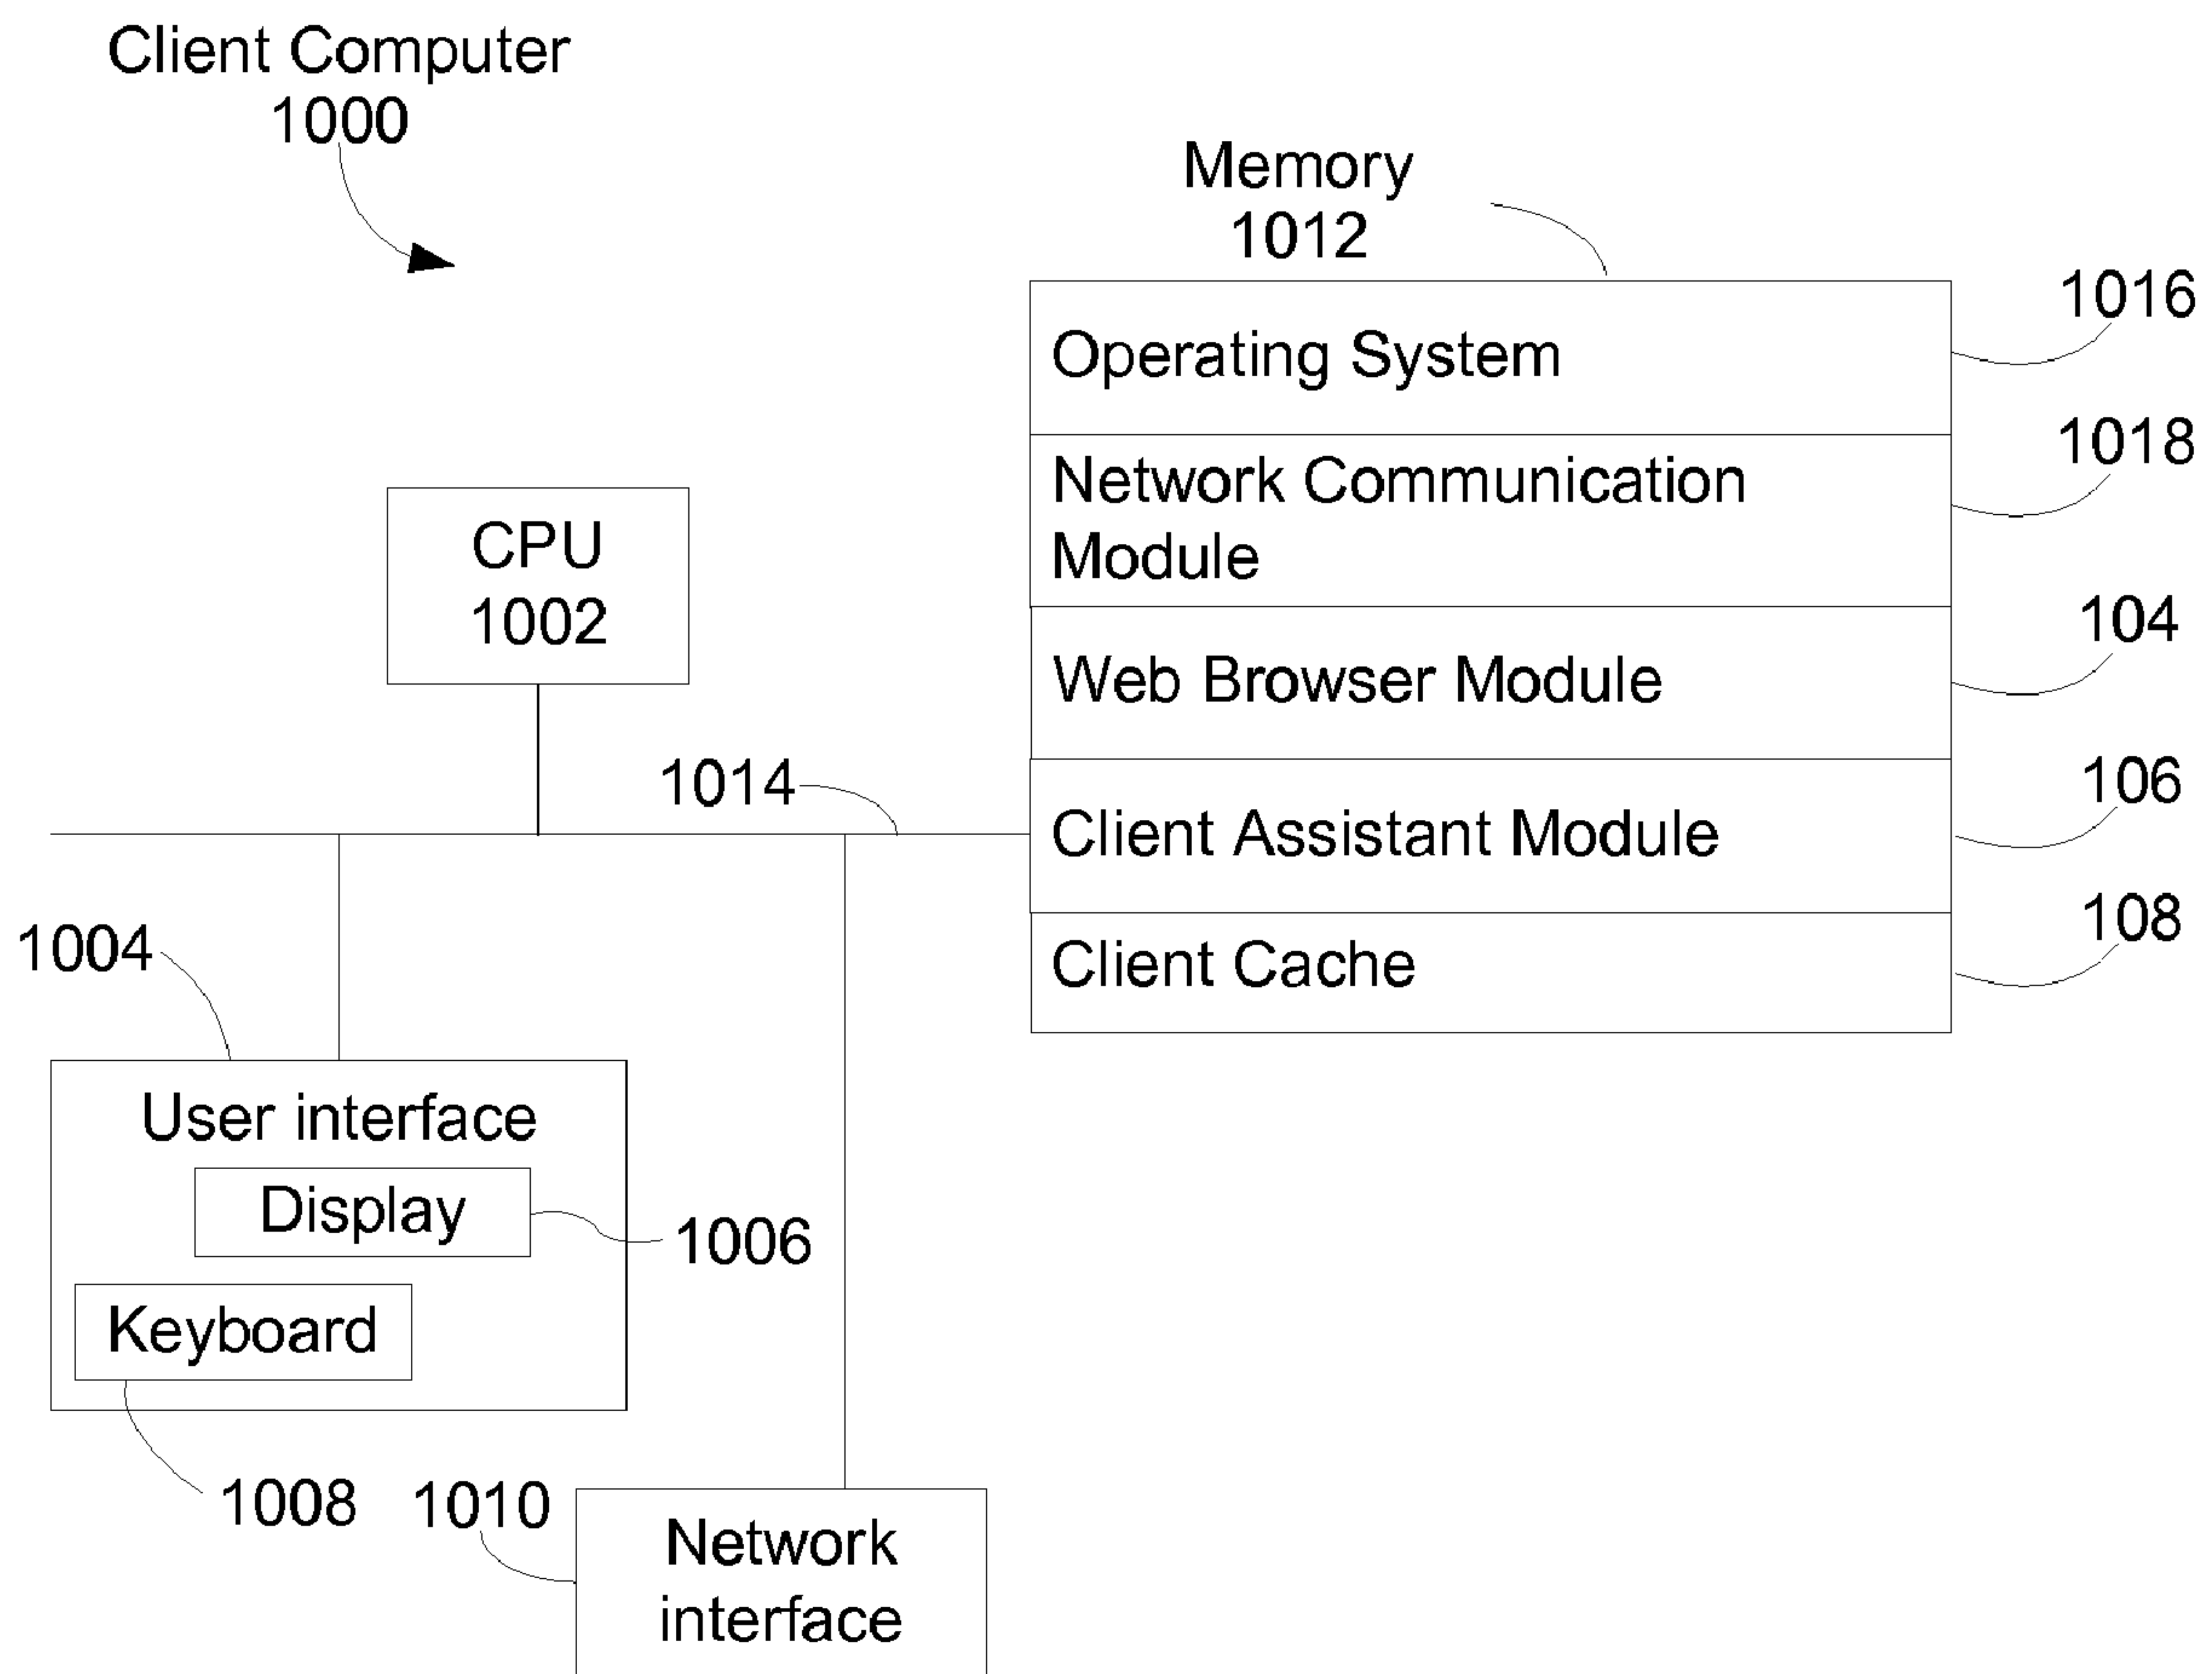 Client Computer
1000
Memory
1012
Operating System
1016
Network Communication
Module
1018
CPU
1002
Web Browser Module
104
1014
Client Assistant Module
106
Client Cache
108
1004
User interface
Display
1006
Keyboard
1008
1010
Network
interface